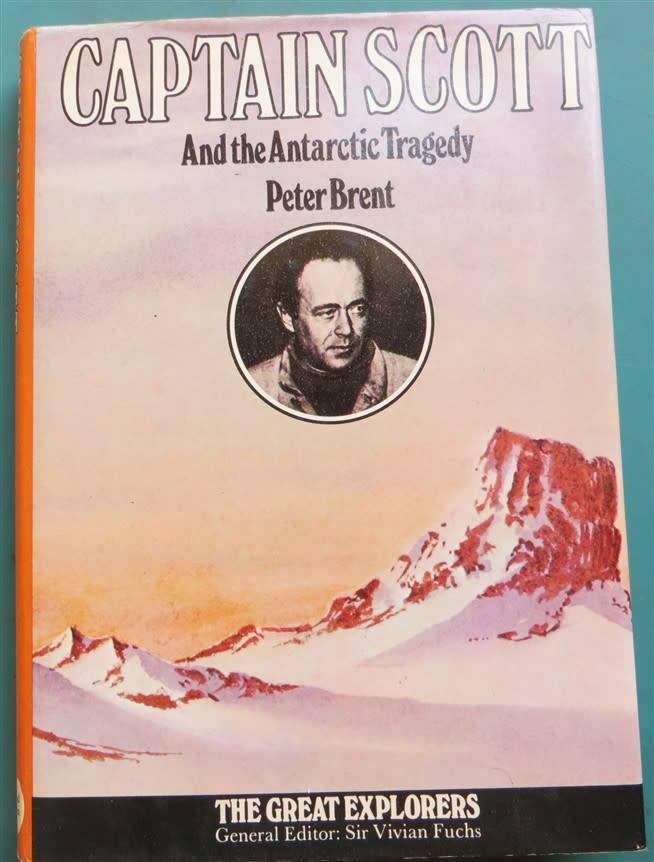 CAPTAIN SCOTT
And the Antarctic Tragedy
Peter Brent
THE GREAT EXPLORERS
General Editor: Sir Vivian Fuchs